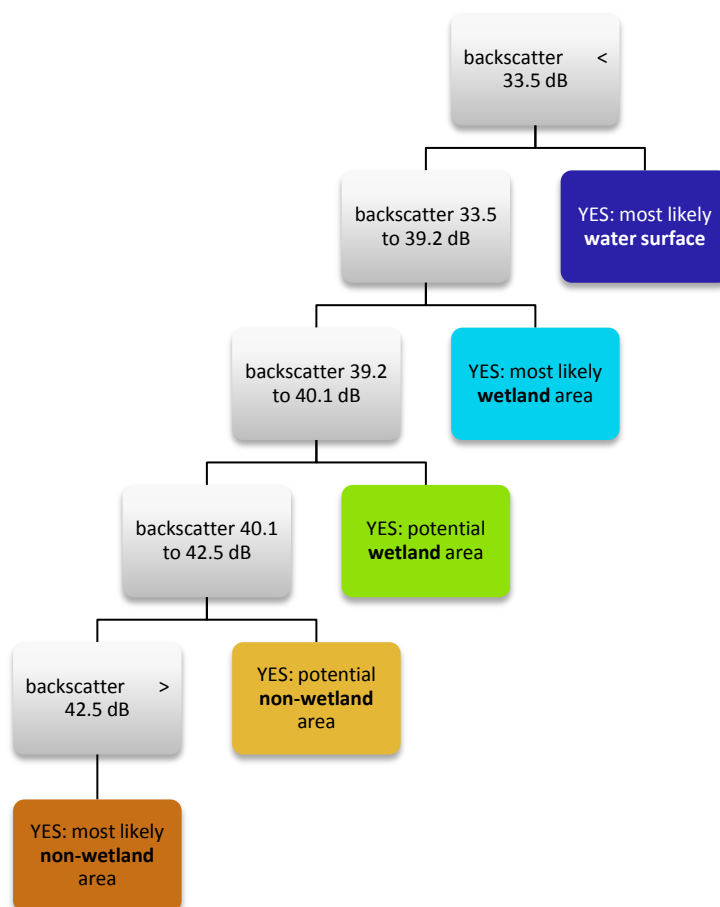 backscatter <
33.5 dB
backscatter 33.5
to 39.2 dB
YES: most likely
water surface
backscatter 39.2
to 40.1 dB
YES: most likely
wetland area
backscatter 40.1
to 42.5 dB
YES: potential
wetland area
backscatter >
42.5 dB
YES: potential
non-wetland
area
YES: most likely
non-wetland
area